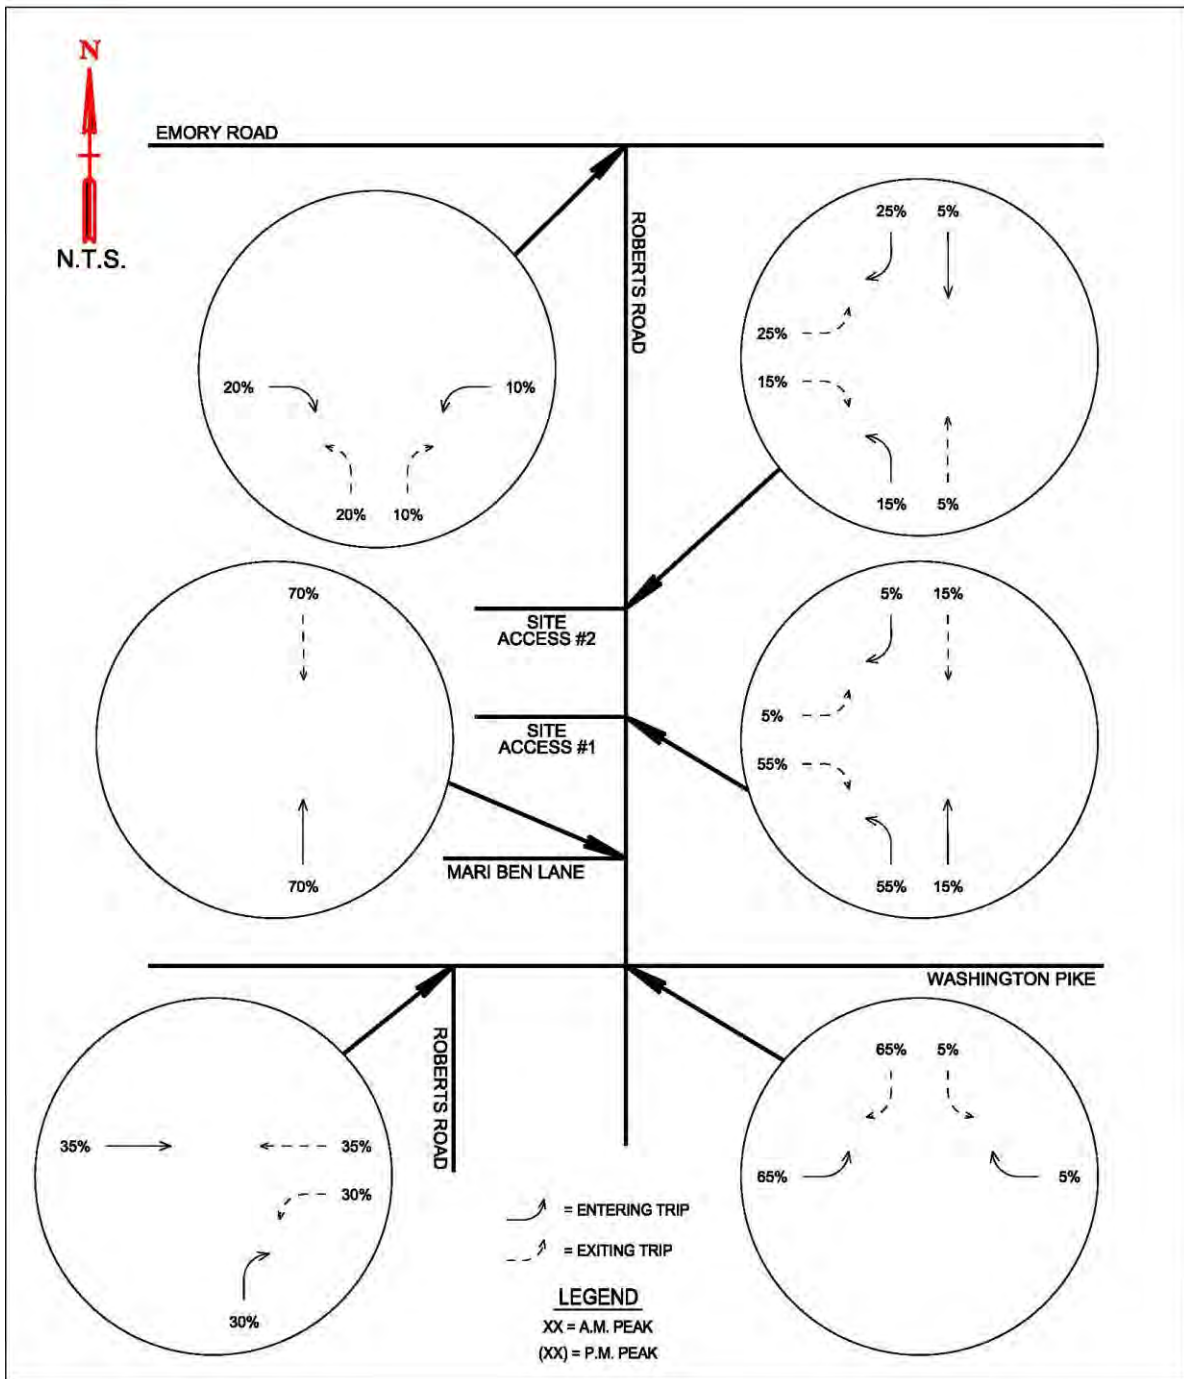 N
N.T.S.
EMORY ROAD
ROBERTS ROAD
20%
10%
20%
10%
25%
5%
25%
15%
15%
5%
SITE
ACCESS #2
70%
70%
SITE
ACCESS #1
5%
15%
5%
55%
55%
15%
MARI BEN LANE
WASHINGTON PIKE
ROBERTS ROAD
35%
35%
30%
30%
65%
5%
65%
5%
= ENTERING TRIP
= EXITING TRIP
LEGEND
XX = A.M. PEAK
(XX) = P.M. PEAK